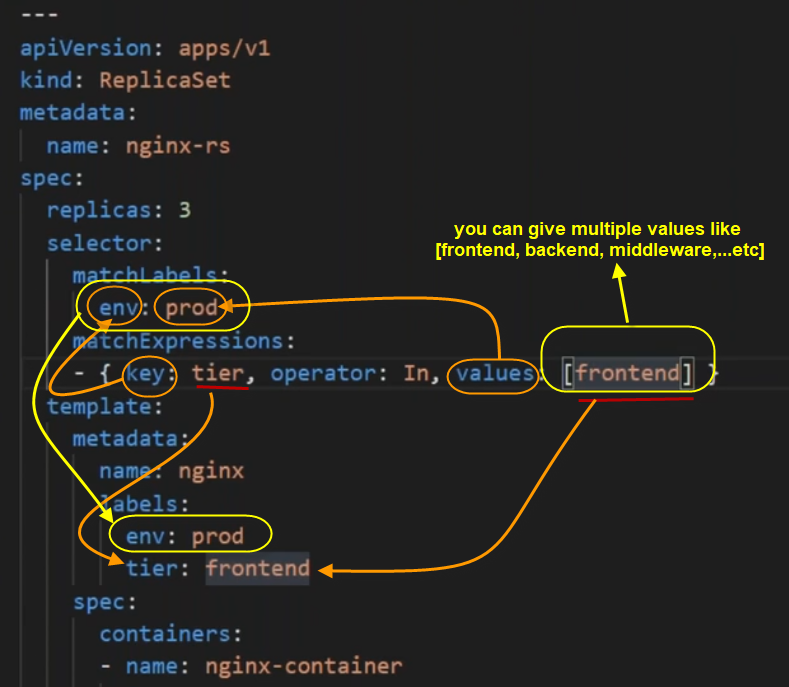 ---
apiVersion: apps/v1
kind: ReplicaSet
metadata:
name: nginx-rs
spec:
replicas: 3
you can give multiple values like
[frontend, backend, middleware,...etc]
selector:
matchLabels:
env: prod
matchExpressions:
- { key: tier, operator: In, values: [frontend] }
template:
metadata:
name: nginx
labels:
env: prod
tier: frontend
spec:
containers:
- name: nginx-container